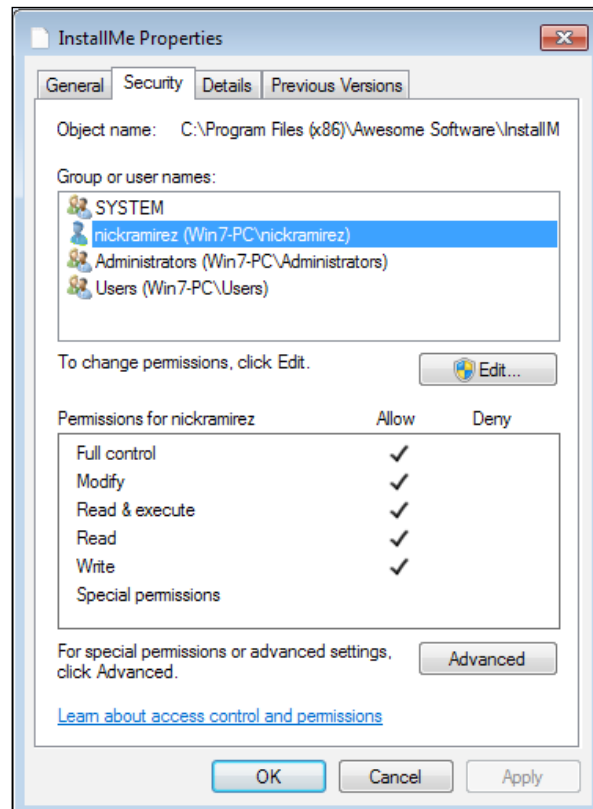 InstallMe Properties
General Security Details Previous Versions
Object name: C:\Program Files (x86)\Awesome Software\InstallM
Group or user names:
SYSTEM
nickramirez (Win7-PC\nickramirez)
Administrators (Win7-PC\Administrators)
Users (Win7-PC\Users)
To change permissions, click Edit.
Edit...
Permissions for nickramirez Allow Deny
Full control
Modify
Read & execute
Read
Write
Special permissions
For special permissions or advanced settings,
click Advanced.
Advanced
Learn about access control and permissions
OK Cancel Apply